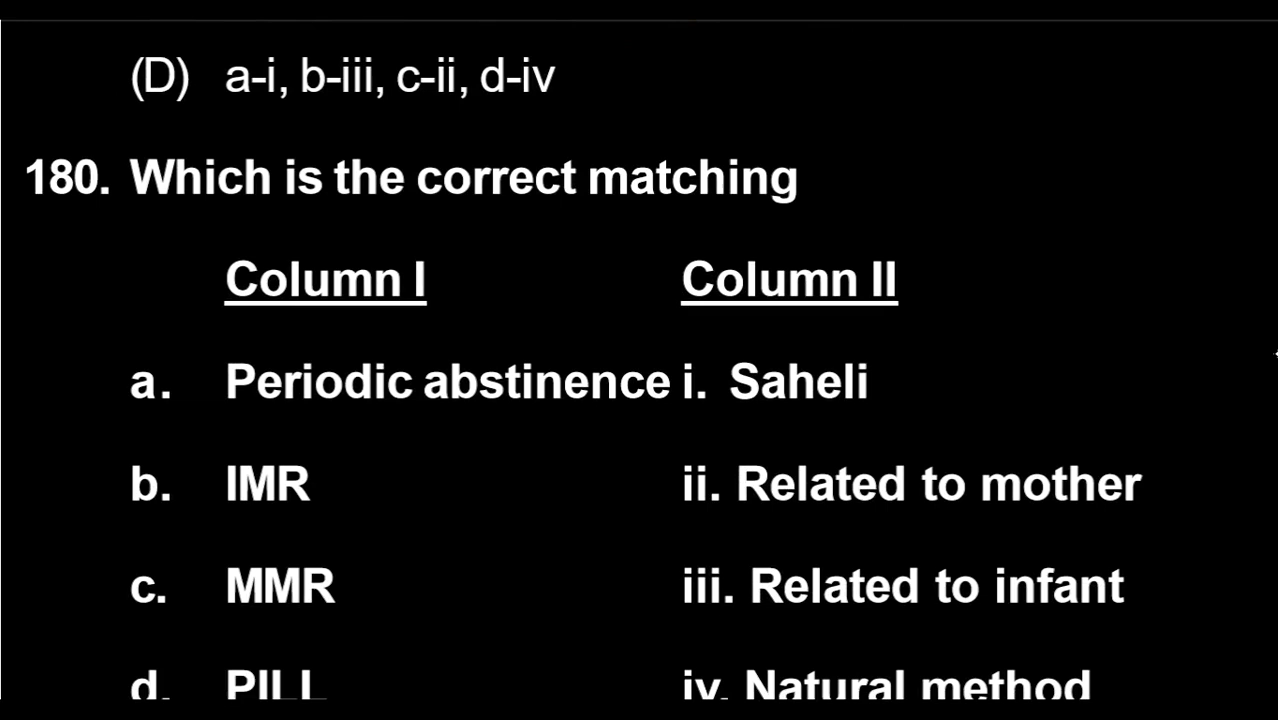 (D) a-i, b-iii, c-ii, d-iv
180. Which is the correct matching
Column I Column II
a. Periodic abstinence i. Saheli
b. IMR ii. Related to mother
c. MMR iii. Related to infant
d. PILL iv. Natural method